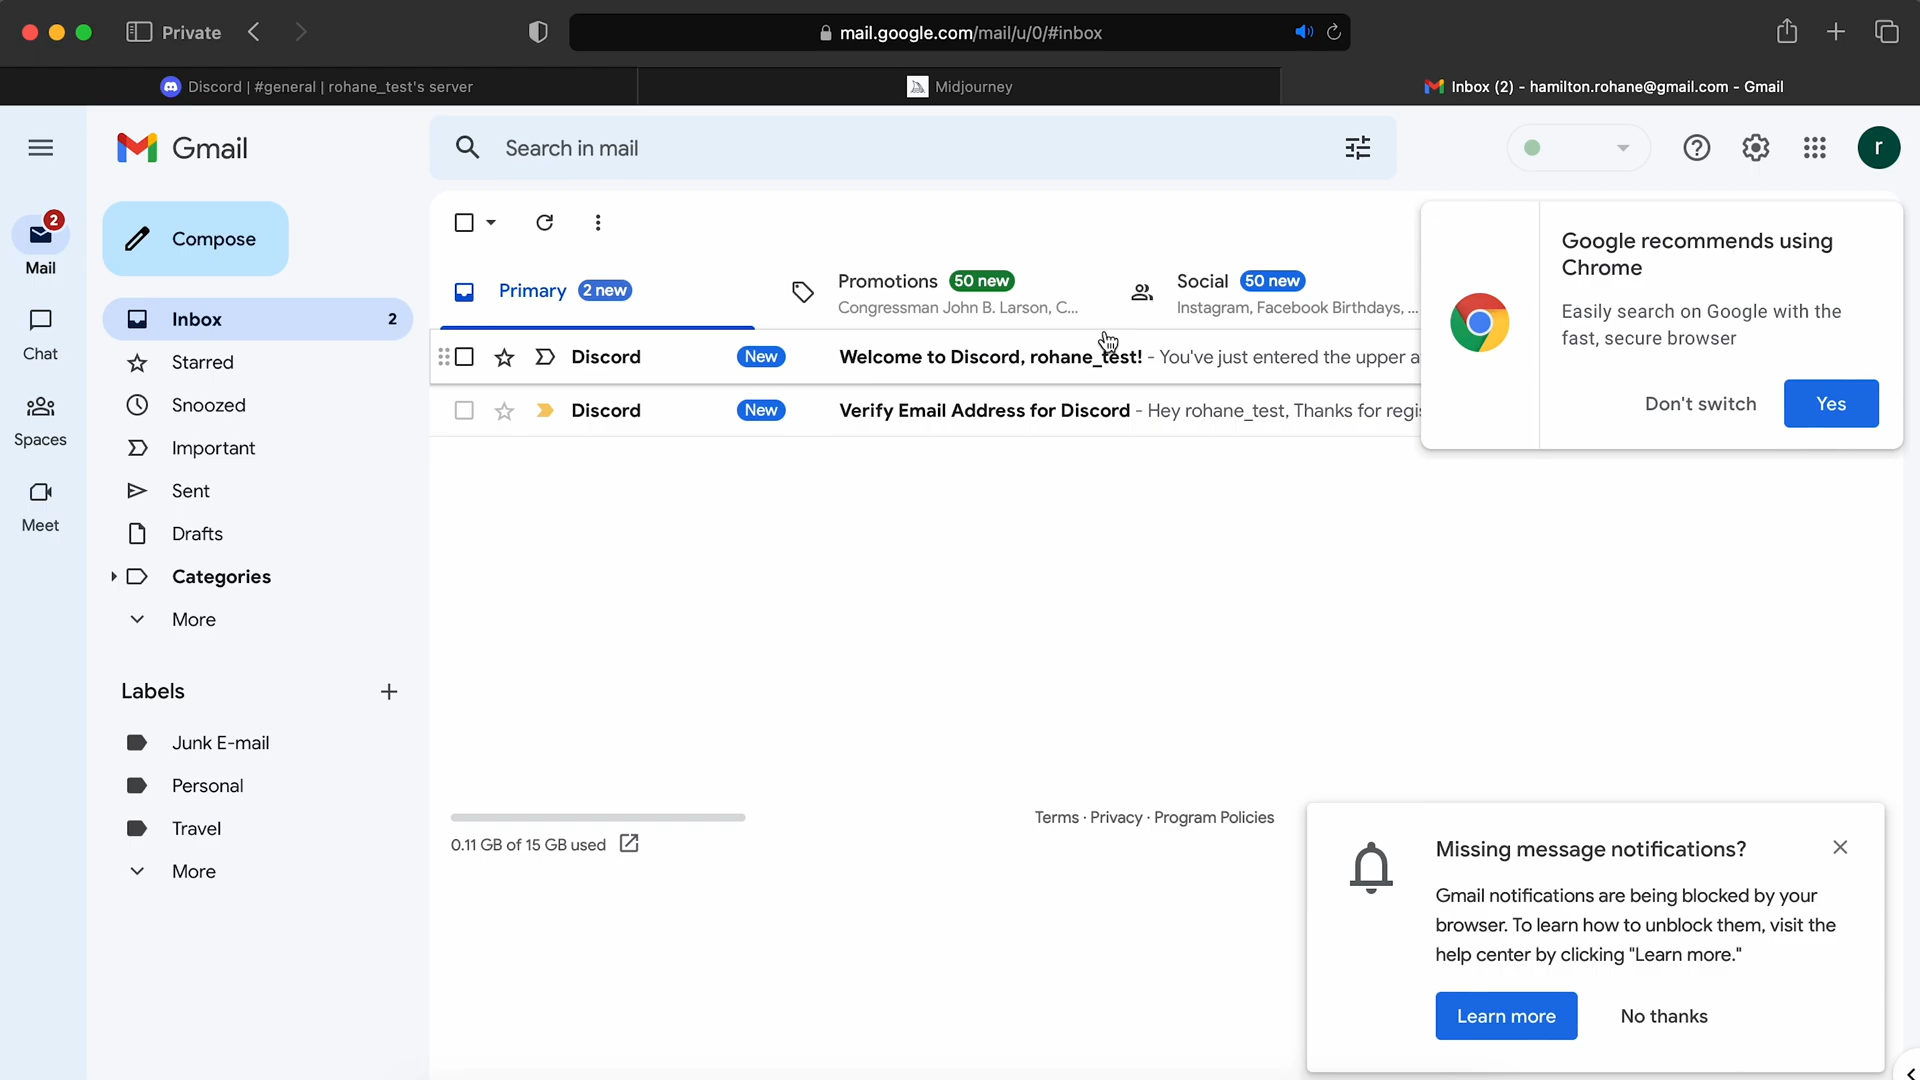 Private
mail.google.com/mail/u/0/#inbox
Discord | #general | rohane_test's server
Midjourney
Inbox (2) - hamilton.rohane@gmail.com - Gmail
Gmail
Search in mail
r
2
Mail
Chat
Spaces
Meet
Compose
Inbox 2
Starred
Snoozed
Important
Sent
Drafts
Categories
More
Labels
Junk E-mail
Personal
Travel
More
Primary 2 new
Promotions 50 new
Congressman John B. Larson, C...
Social 50 new
Instagram, Facebook Birthdays, ...
Discord New Welcome to Discord, rohane_test! - You've just entered the upper a
Discord New Verify Email Address for Discord - Hey rohane_test, Thanks for regi
Google recommends using
Chrome
Easily search on Google with the
fast, secure browser
Don't switch Yes
0.11 GB of 15 GB used
Terms · Privacy · Program Policies
Missing message notifications?
Gmail notifications are being blocked by your
browser. To learn how to unblock them, visit the
help center by clicking "Learn more."
Learn more No thanks